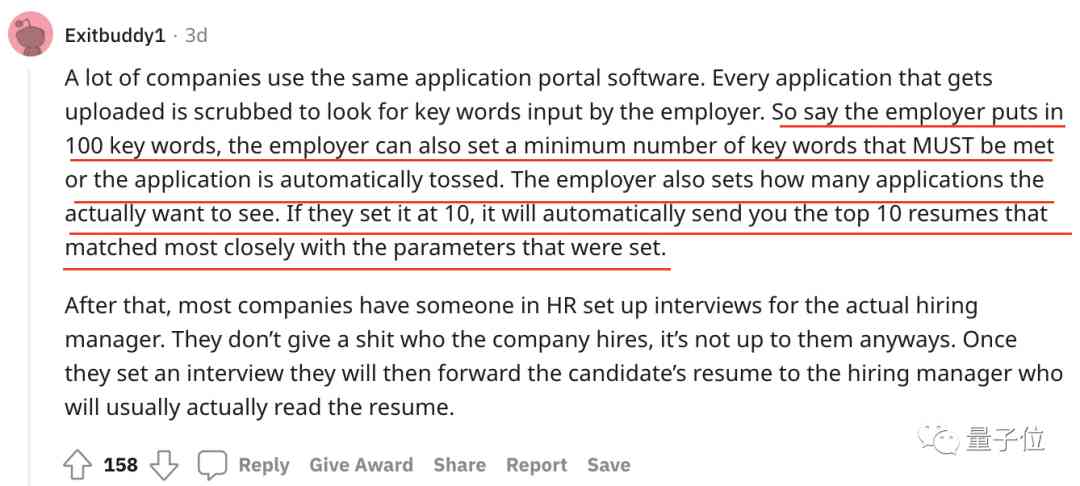 Exitbuddy1 · 3d
A lot of companies use the same application portal software. Every application that gets
uploaded is scrubbed to look for key words input by the employer. So say the employer puts in
100 key words, the employer can also set a minimum number of key words that MUST be met
or the application is automatically tossed. The employer also sets how many applications the
actually want to see. If they set it at 10, it will automatically send you the top 10 resumes that
matched most closely with the parameters that were set.
After that, most companies have someone in HR set up interviews for the actual hiring
manager. They don’t give a shit who the company hires, it’s not up to them anyways. Once
they set an interview they will then forward the candidate’s resume to the hiring manager who
will usually actually read the resume.
量子位
158 Reply Give Award Share Report Save